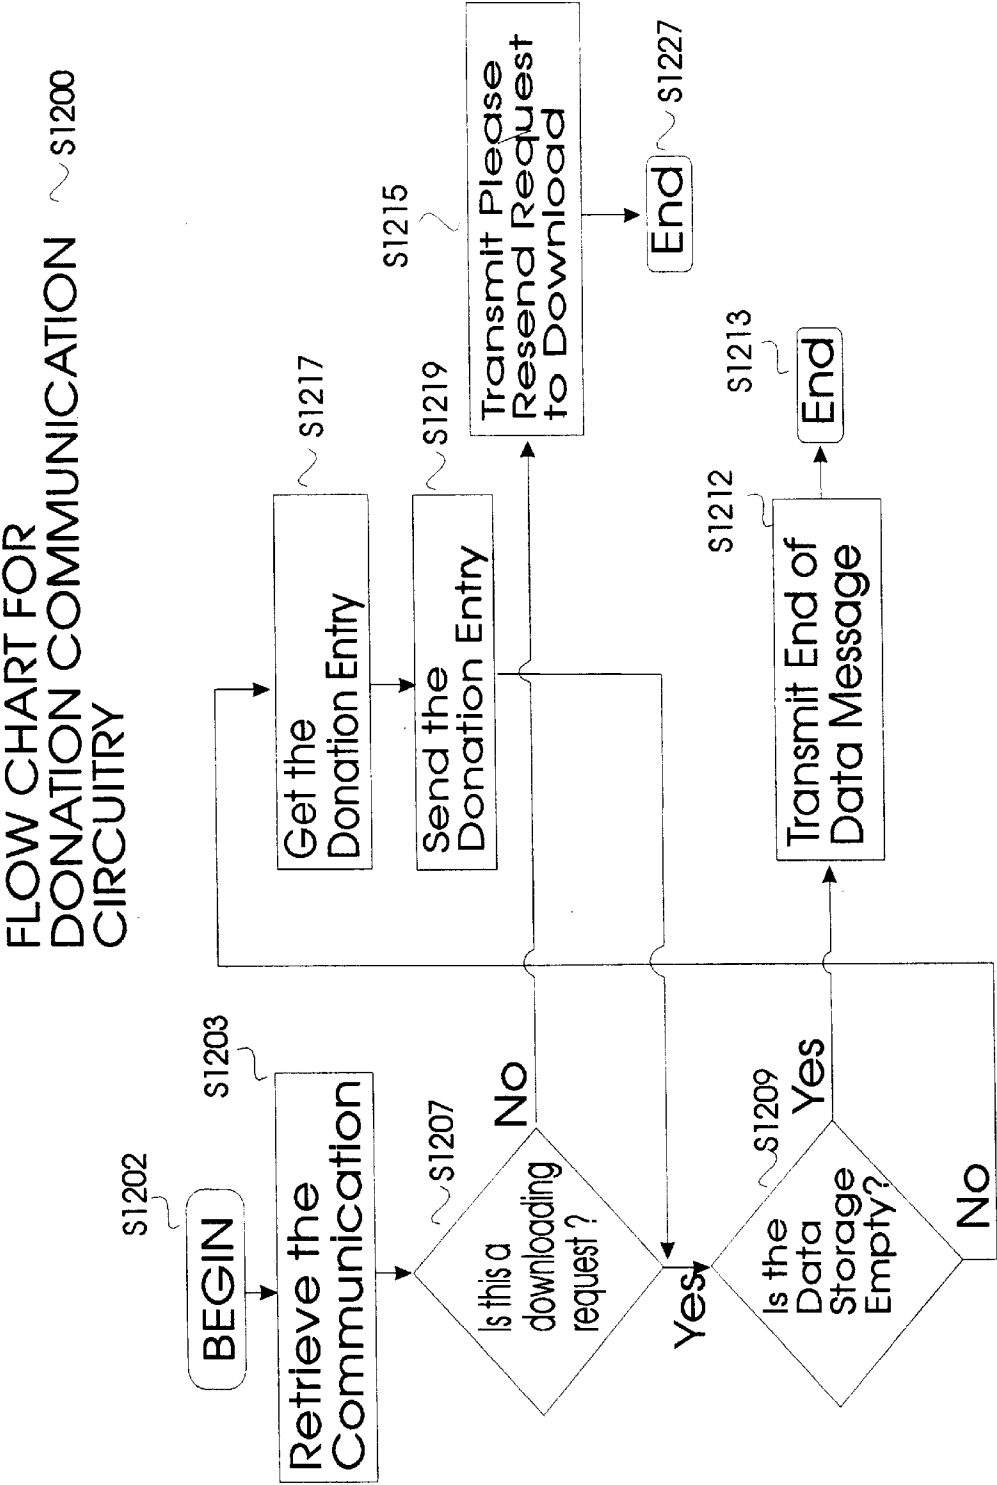 FLOW CHART FOR
DONATION COMMUNICATION
CIRCUITRY
S1200
S1202
BEGIN
S1203
Retrieve the
Communication
S1207
Is this a
downloading
request ?
No
Yes
S1209
Is the
Data
Storage
Empty?
Yes
No
S1217
Get the
Donation Entry
S1219
Send the
Donation Entry
S1215
Transmit Please
Resend Request
to Download
End
S1227
S1212
Transmit End of
Data Message
S1213
End